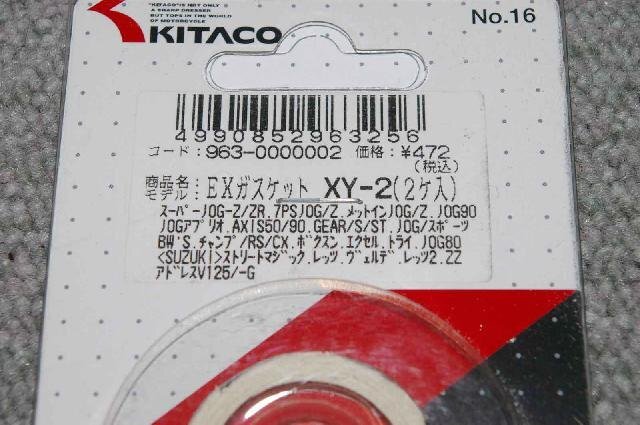 "KITACO" IS NOT ONLY
A SHARP DRESSER
BUT TOPS IN THE WORLD
OF MOTORCYCLE
KITACO
No.16
4990852963256
コード: 963-0000002 価格: ¥472
(税込)
商品名: EXガスケット XY-2(2ケ入)
モデル:
スーパーJOG-Z/ZR.7PSJOG/Z.メットインJOG/Z.JOG90
JOGアプリオ.AXIS50/90.GEAR/S/ST.JOG/スポーツ
BW'S.チャンプ/RS/CX.ボクスン.エクセル.トライ.JOG80
<SUZUKI>ストリートマジック.レッツ.ヴェルデ.レッツ2.ZZ
アドレスV125/-G